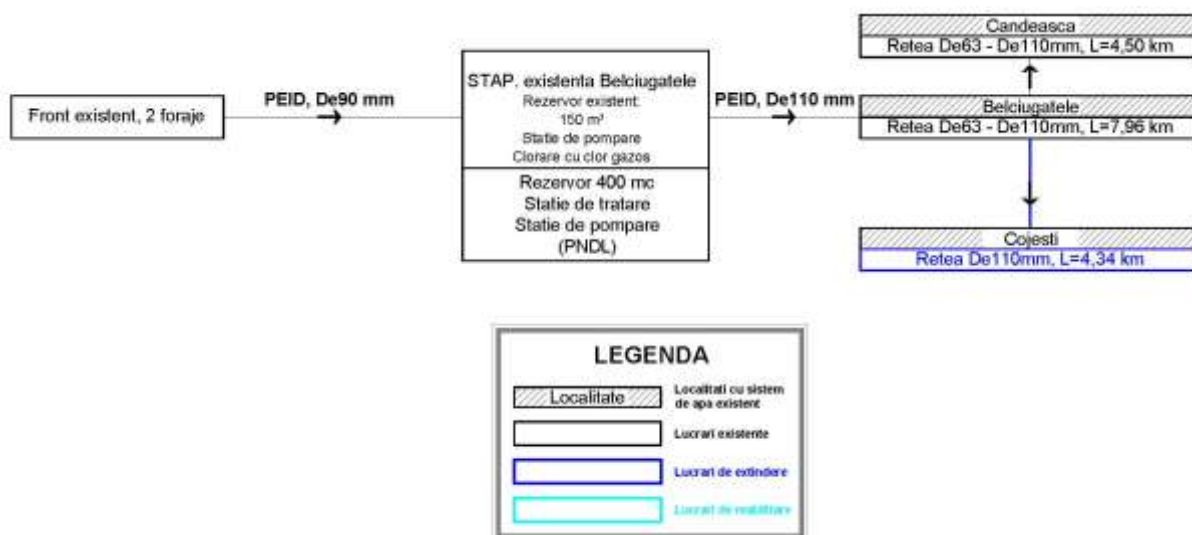 Front existent, 2 foraje
PEID, De90 mm
STAP. existenta Belciugatele
Rezervor existent:
150 m³
Statie de pompare
Clorare cu clor gazos
Rezervor 400 mc
Statie de tratare
Statie de pompare
(PNDL)
PEID, De110 mm
Candeasca
Retea De63 - De110mm, L=4,50 km
Belciugatele
Retea De63 - De110mm, L=7,96 km
Cojesti
Retea De110mm, L=4,34 km
LEGENDA
Localitate
Localitati cu sistem
de apa existent
Lucrari existente
Lucrari de extindere
Lucrari de reabilitare